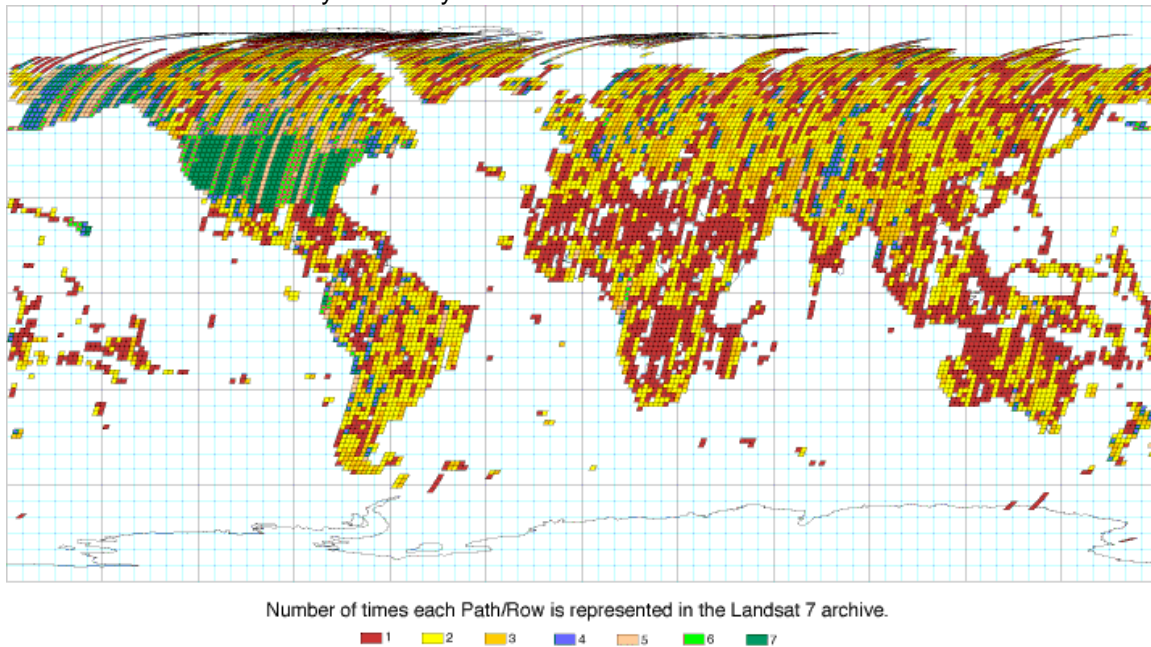 Number of times each Path/Row is represented in the Landsat 7 archive.
1 2 3 4 5 6 7